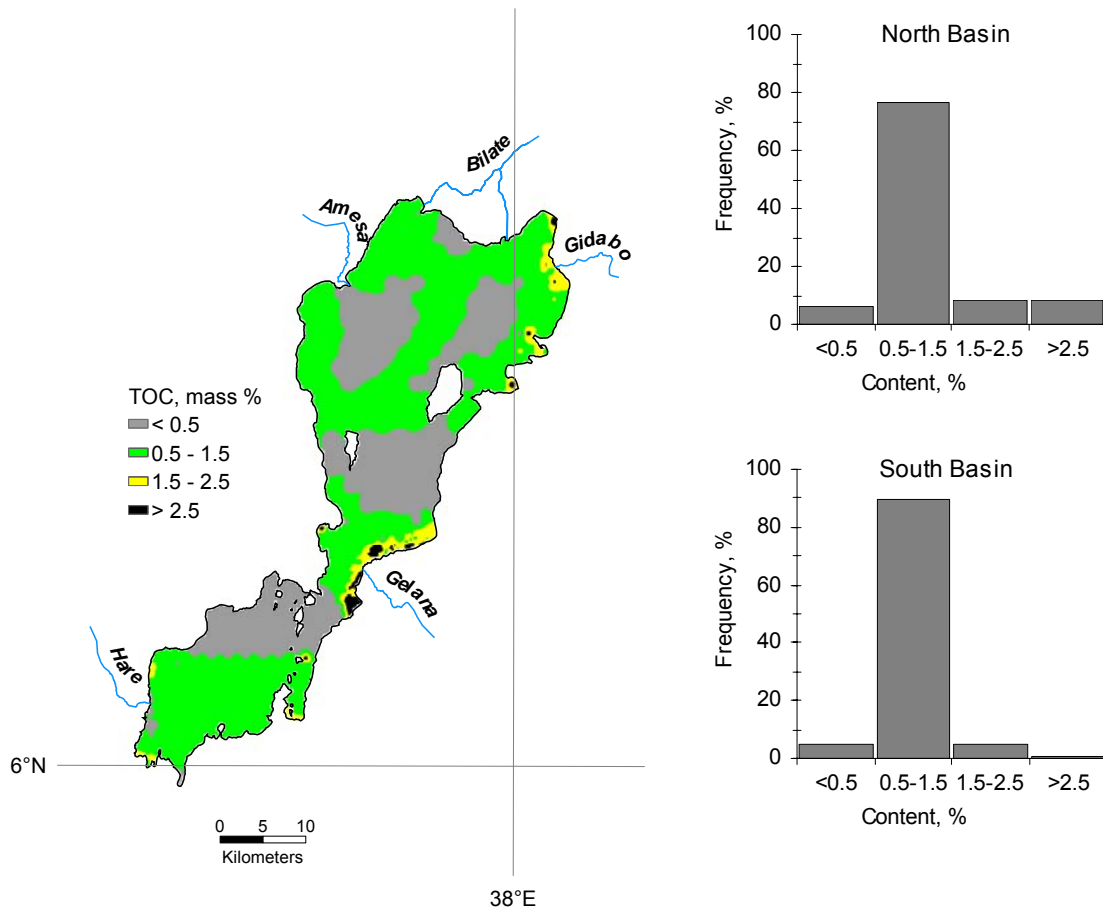 Bilate
Amesa
Gidabo
TOC, mass %
< 0.5
0.5 - 1.5
1.5 - 2.5
> 2.5
Gelana
Hare
6°N
0 5 10
Kilometers
38°E
North Basin
Frequency, %
100
80
60
40
20
0
<0.5 0.5-1.5 1.5-2.5 >2.5
Content, %
South Basin
Frequency, %
100
80
60
40
20
0
<0.5 0.5-1.5 1.5-2.5 >2.5
Content, %